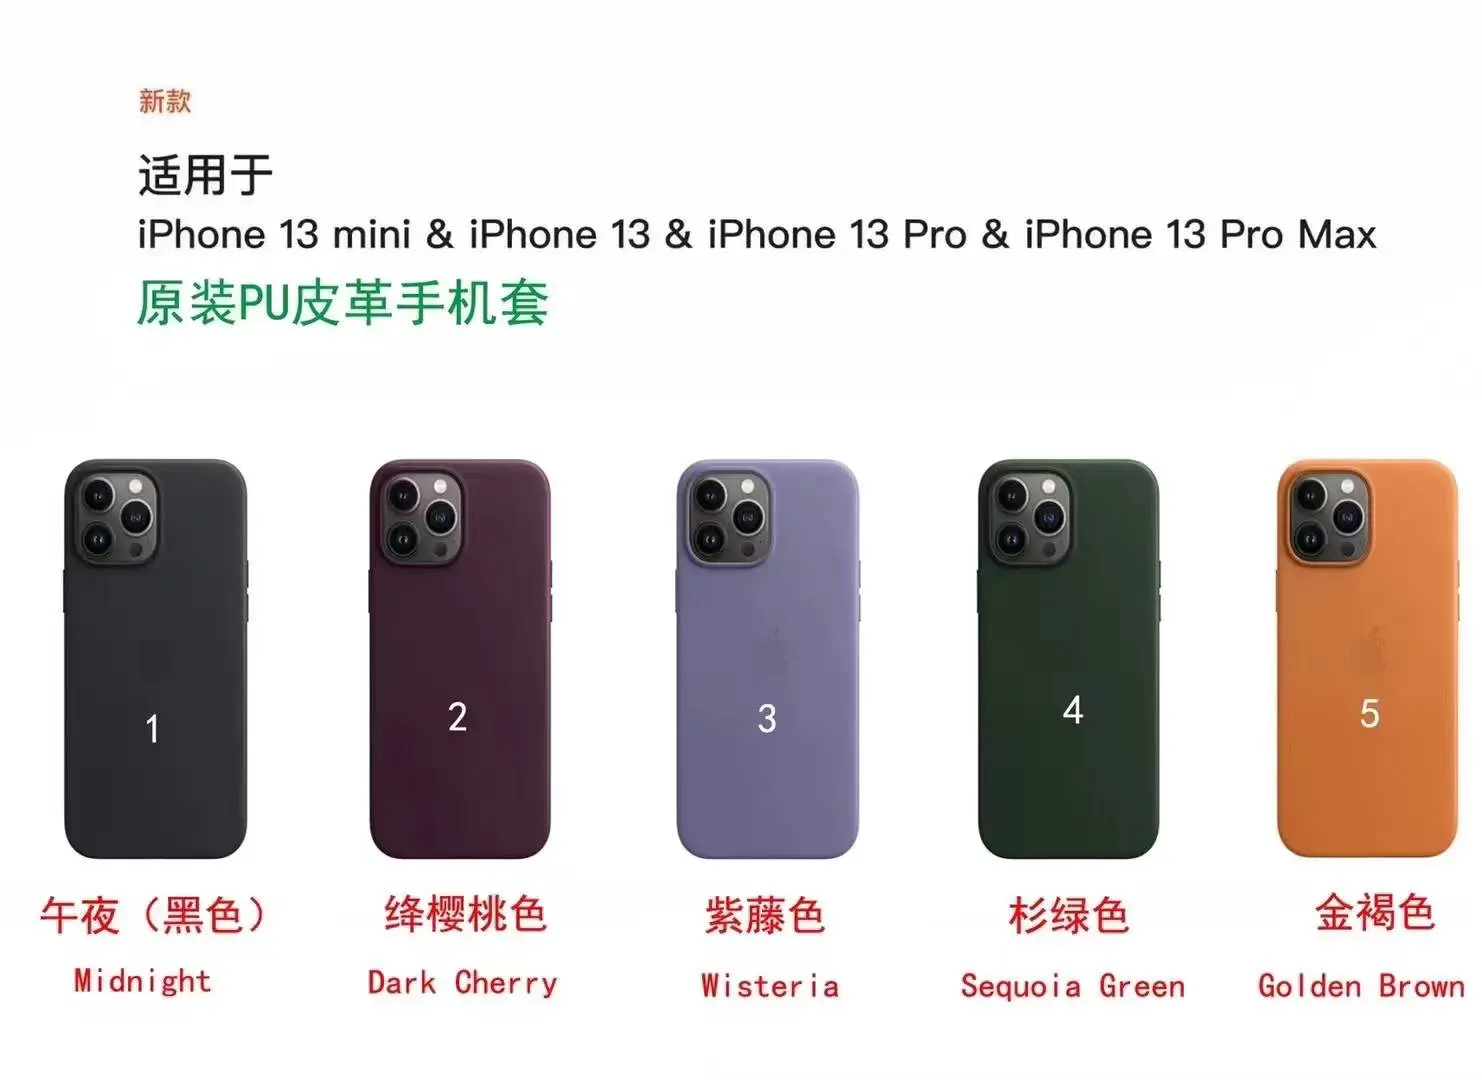 新款
适用于
iPhone 13 mini & iPhone 13 & iPhone 13 Pro & iPhone 13 Pro Max
原装PU皮革手机套
1
2
3
4
5
午夜（黑色）
绛樱桃色
紫藤色
杉绿色
金褐色
Midnight
Dark Cherry
Wisteria
Sequoia Green
Golden Brown